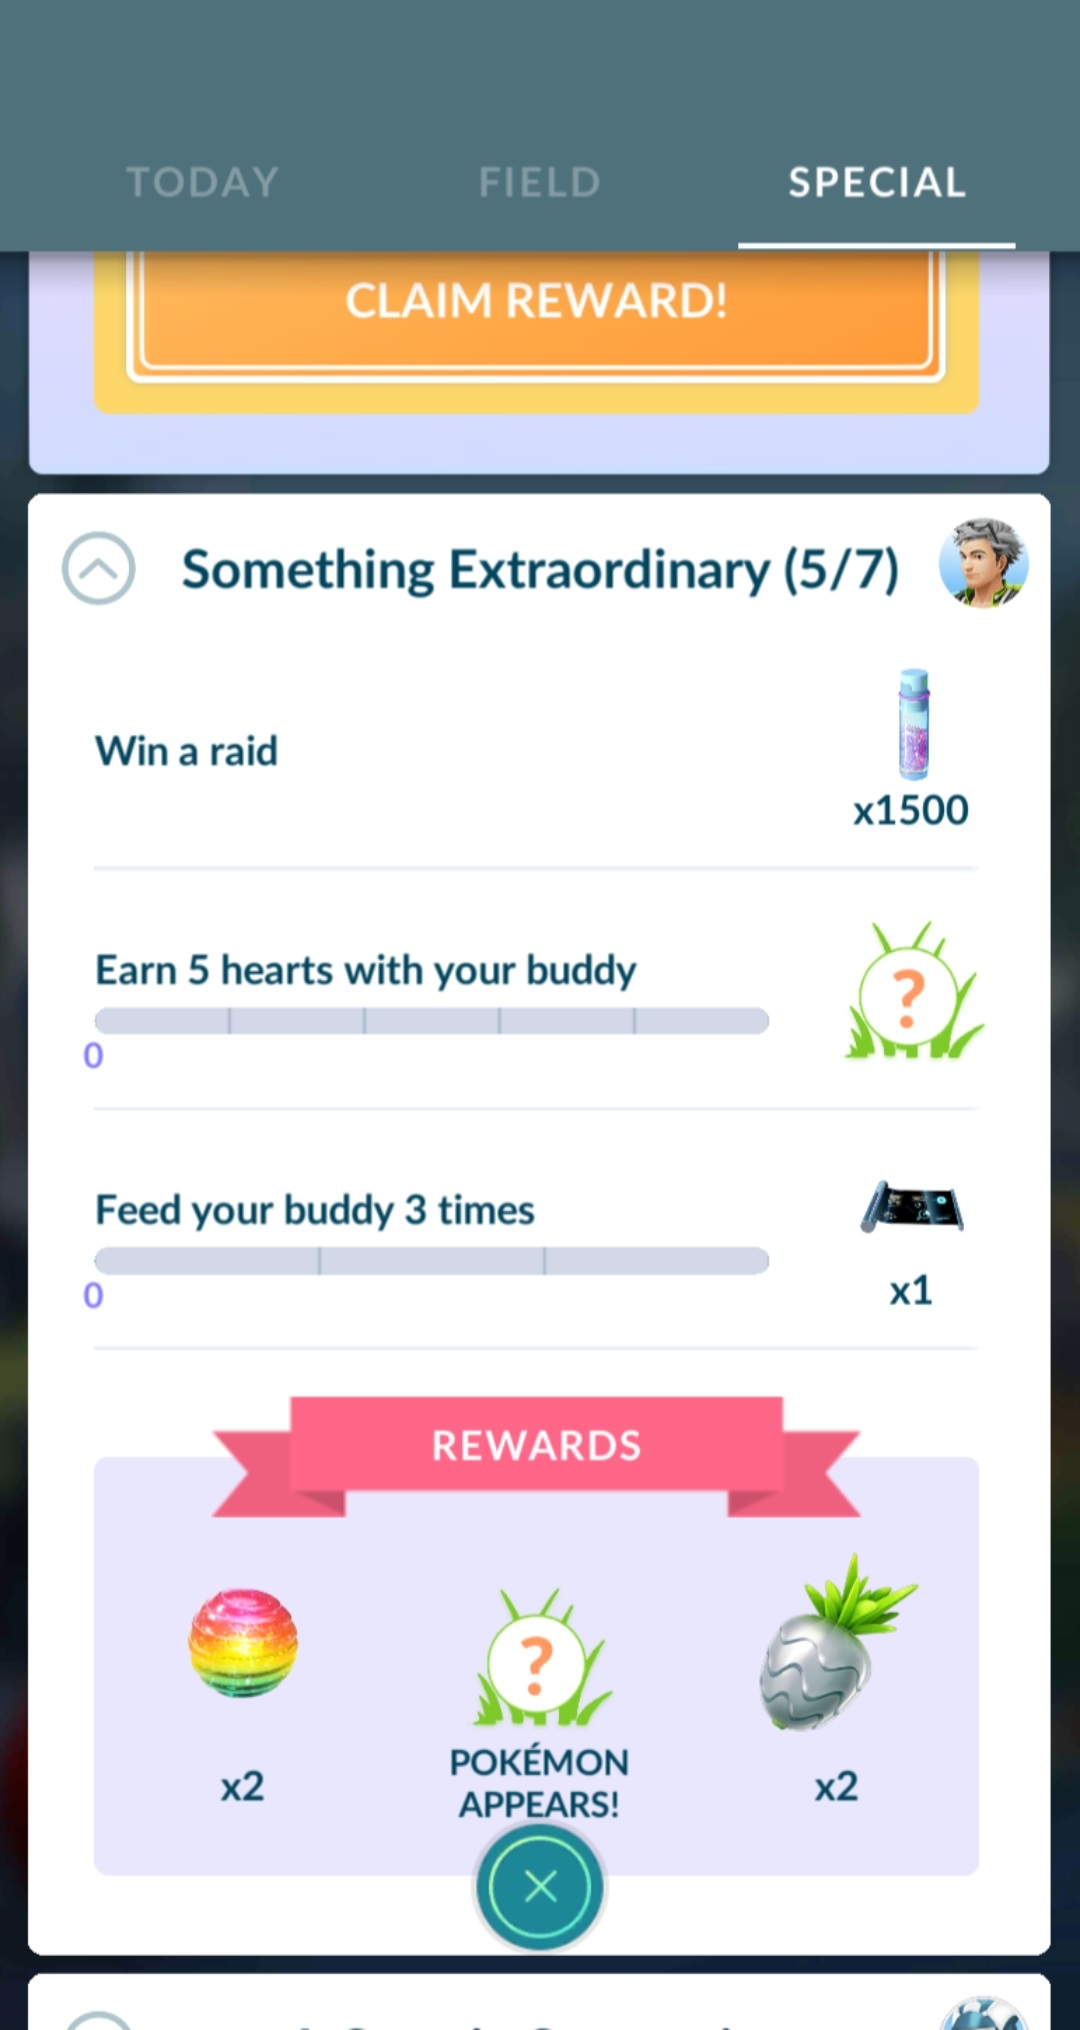 TODAY FIELD SPECIAL
CLAIM REWARD!
Something Extraordinary (5/7)
Win a raid
x1500
Earn 5 hearts with your buddy
?
0
Feed your buddy 3 times
0
x1
REWARDS
?
POKÉMON
APPEARS!
x2
x2